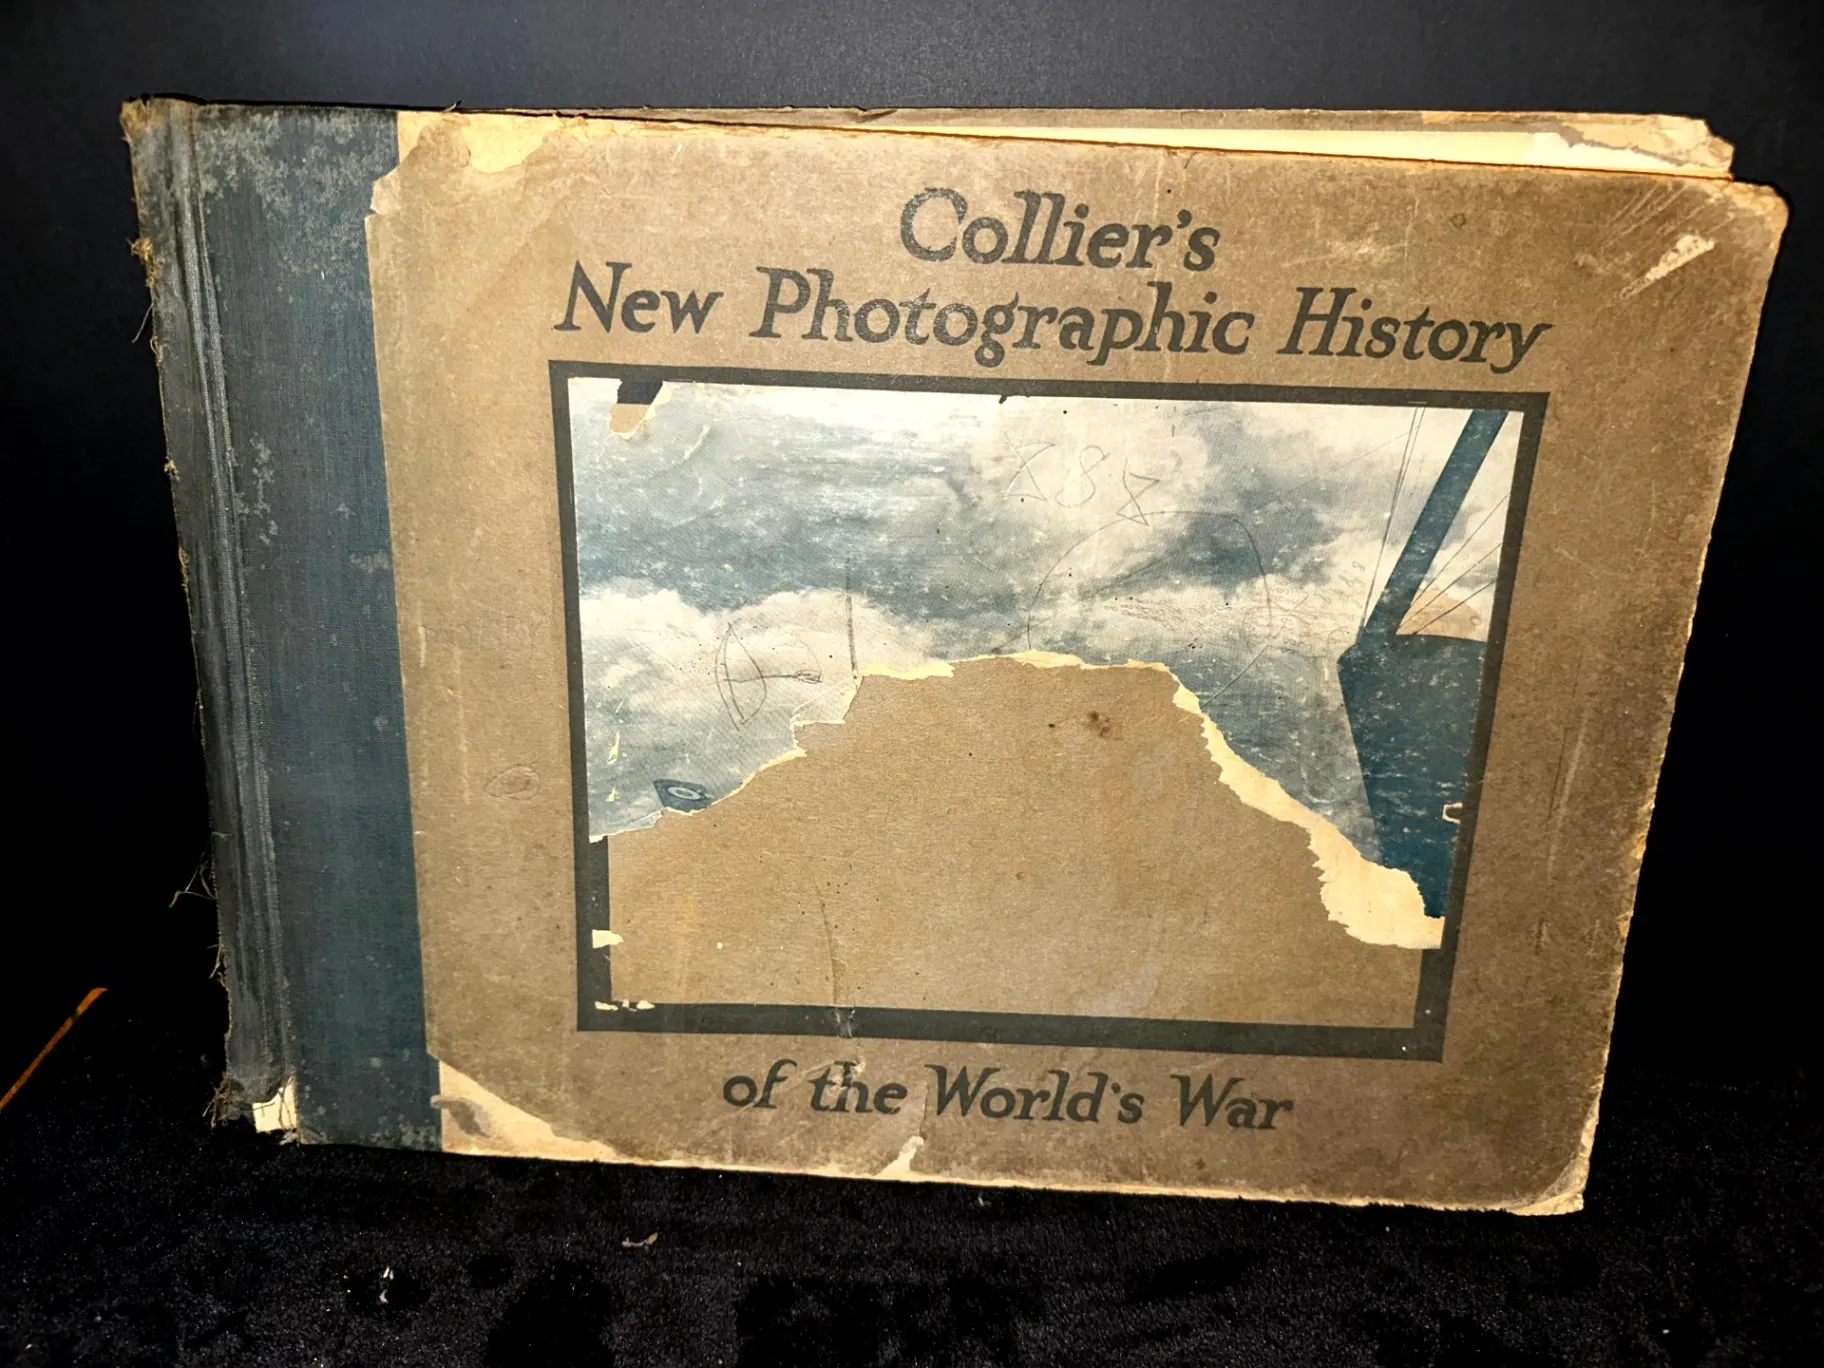 Collier's
New Photographic History
of the World's War